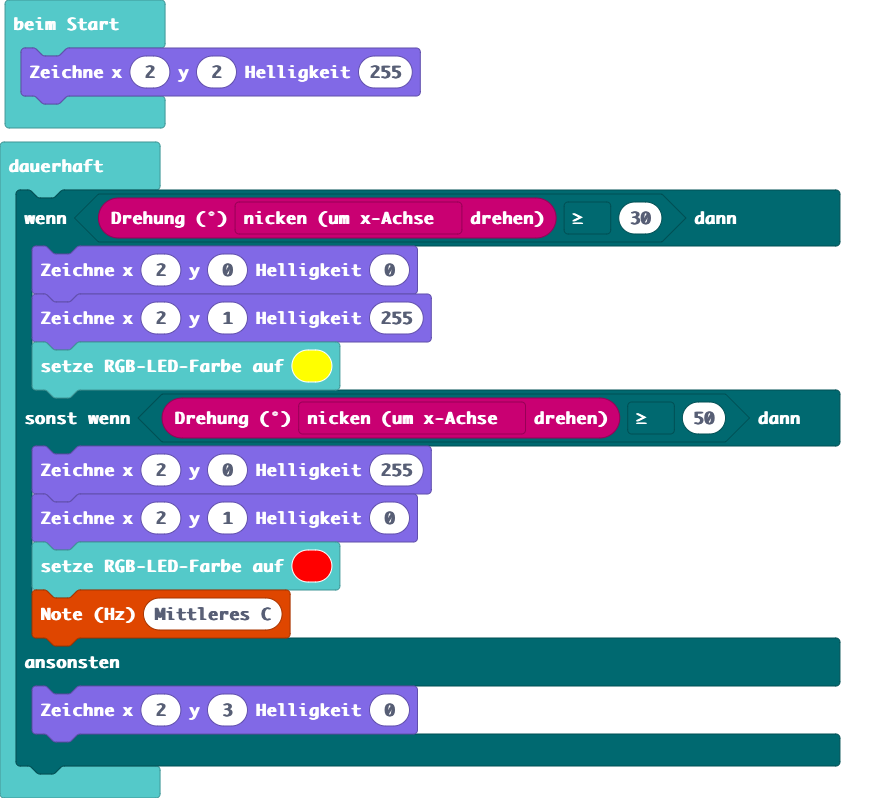 beim Start
Zeichne x 2 y 2 Helligkeit 255
dauerhaft
wenn Drehung (°) nicken (um x-Achse drehen) ≥ 30 dann
Zeichne x 2 y 0 Helligkeit 0
Zeichne x 2 y 1 Helligkeit 255
setze RGB-LED-Farbe auf
sonst wenn Drehung (°) nicken (um x-Achse drehen) ≥ 50 dann
Zeichne x 2 y 0 Helligkeit 255
Zeichne x 2 y 1 Helligkeit 0
setze RGB-LED-Farbe auf
Note (Hz) Mittleres C
ansonsten
Zeichne x 2 y 3 Helligkeit 0